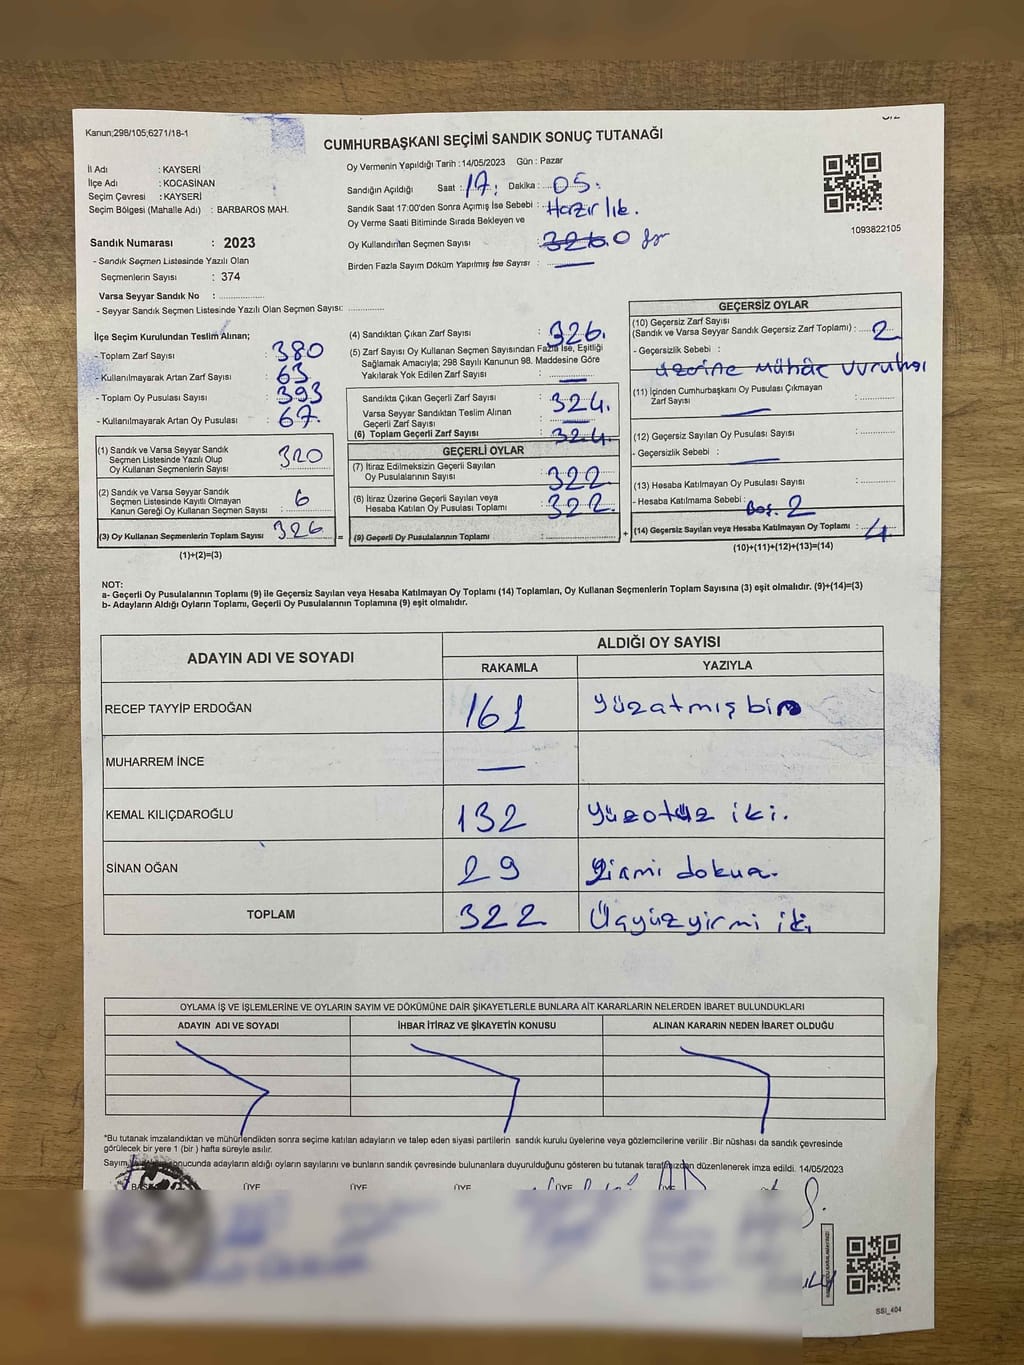 Kanun;298/105;6271/18-1
CUMHURBAŞKANI SEÇİMİ SANDIK SONUÇ TUTANAĞI
İl Adı : KAYSERİ
İlçe Adı : KOCASİNAN
Seçim Çevresi : KAYSERİ
Seçim Bölgesi (Mahalle Adı) : BARBAROS MAH.
Oy Vermenin Yapıldığı Tarih :14/05/2023 Gün : Pazar
Sandığın Açıldığı Saat : 17: Dakika : 05.
Sandık Saat 17:00'den Sonra Açımış İse Sebebi : Hazırlık.
Oy Verme Saati Bitiminde Sırada Bekleyen ve
Oy Kullandırılan Seçmen Sayısı : 326. 0
Birden Fazla Sayım Döküm Yapılmış İse Sayısı : —
1093822105
Sandık Numarası : 2023
- Sandık Seçmen Listesinde Yazılı Olan
Seçmenlerin Sayısı : 374
Varsa Seyyar Sandık No :
- Seyyar Sandık Listesinde Yazılı Olan Seçmen Sayısı:
İlçe Seçim Kurulundan Teslim Alınan;
- Toplam Zarf Sayısı : 380
- Kullanılmayarak Artan Zarf Sayısı : 63
- Toplam Oy Pusulası Sayısı : 393
- Kullanılmayarak Artan Oy Pusulası : 67.
(1) Sandık ve Varsa Seyyar Sandık
Seçmen Listesinde Yazılı Olup
Oy Kullanan Seçmenlerin Sayısı : 320
(2) Sandık ve Varsa Seyyar Sandık
Seçmen Listesinde Kayıtlı Olmayan
Kanun Gereği Oy Kullanan Seçmen Sayısı : 6
(3) Oy Kullanan Seçmenlerin Toplam Sayısı : 326 =
(1)+(2)=(3)
(4) Sandıktan Çıkan Zarf Sayısı : 326.
(5) Zarf Sayısı Oy Kullanan Seçmen Sayısından Fazla İse, Eşitliği
Sağlamak Amacıyla; 298 Sayılı Kanunun 98. Maddesine Göre
Yakılarak Yok Edilen Zarf Sayısı : —
Sandıkta Çıkan Geçerli Zarf Sayısı : 324.
Varsa Seyyar Sandıktan Teslim Alınan
Geçerli Zarf Sayısı : —
(6) Toplam Geçerli Zarf Sayısı : 324.
GEÇERLİ OYLAR
(7) İtiraz Edilmeksizin Geçerli Sayılan
Oy Pusulalarının Sayısı : 322
(8) İtiraz Üzerine Geçerli Sayılan veya
Hesaba Katılan Oy Pusulası Toplamı : 322.
(9) Geçerli Oy Pusulalarının Toplamı : +
GEÇERSİZ OYLAR
(10) Geçersiz Zarf Sayısı
(Sandık ve Varsa Seyyar Sandık Geçersiz Zarf Toplamı) : 2
- Geçersizlik Sebebi :
üzerine mühür vurulması
(11) İçinden Cumhurbaşkanı Oy Pusulası Çıkmayan
Zarf Sayısı : —
(12) Geçersiz Sayılan Oy Pusulası Sayısı :
- Geçersizlik Sebebi : —
(13) Hesaba Katılmayan Oy Pusulası Sayısı :
- Hesaba Katılmama Sebebi : Boş. 2
(14) Geçersiz Sayılan veya Hesaba Katılmayan Oy Toplamı : 4
(10)+(11)+(12)+(13)=(14)
NOT:
a- Geçerli Oy Pusulalarının Toplamı (9) ile Geçersiz Sayılan veya Hesaba Katılmayan Oy Toplamı (14) Toplamları, Oy Kullanan Seçmenlerin Toplam Sayısına (3) eşit olmalıdır. (9)+(14)=(3)
b- Adayların Aldığı Oyların Toplamı, Geçerli Oy Pusulalarının Toplamına (9) eşit olmalıdır.
ADAYIN ADI VE SOYADI
ALDIĞI OY SAYISI
RAKAMLA YAZIYLA
RECEP TAYYİP ERDOĞAN 161 Yüzatmış bir
MUHARREM İNCE —
KEMAL KILIÇDAROĞLU 132 Yüzotuz iki.
SİNAN OĞAN 29 Yirmi dokuz.
TOPLAM 322 Üçyüzyirmi iki.
OYLAMA İŞ VE İŞLEMLERİNE VE OYLARIN SAYIM VE DÖKÜMÜNE DAİR ŞİKAYETLERLE BUNLARA AİT KARARLARIN NELERDEN İBARET BULUNDUKLARI
ADAYIN ADI VE SOYADI İHBAR İTİRAZ VE ŞİKAYETİN KONUSU ALINAN KARARIN NEDEN İBARET OLDUĞU
*Bu tutanak imzalandıktan ve mühürlendikten sonra seçime katılan adayların ve talep eden siyasi partilerin sandık kurulu üyelerine veya gözlemcilerine verilir .Bir nüshası da sandık çevresinde
görülecek bir yere 1 (bir ) hafta süreyle asılır.
Sayım sonucunda adayların aldığı oyların sayılarını ve bunların sandık çevresinde bulunanlara duyurulduğunu gösteren bu tutanak tarafımızdan düzenlenerek imza edildi. 14/05/2023
ÜYE ÜYE ÜYE ÜYE
SSI_404